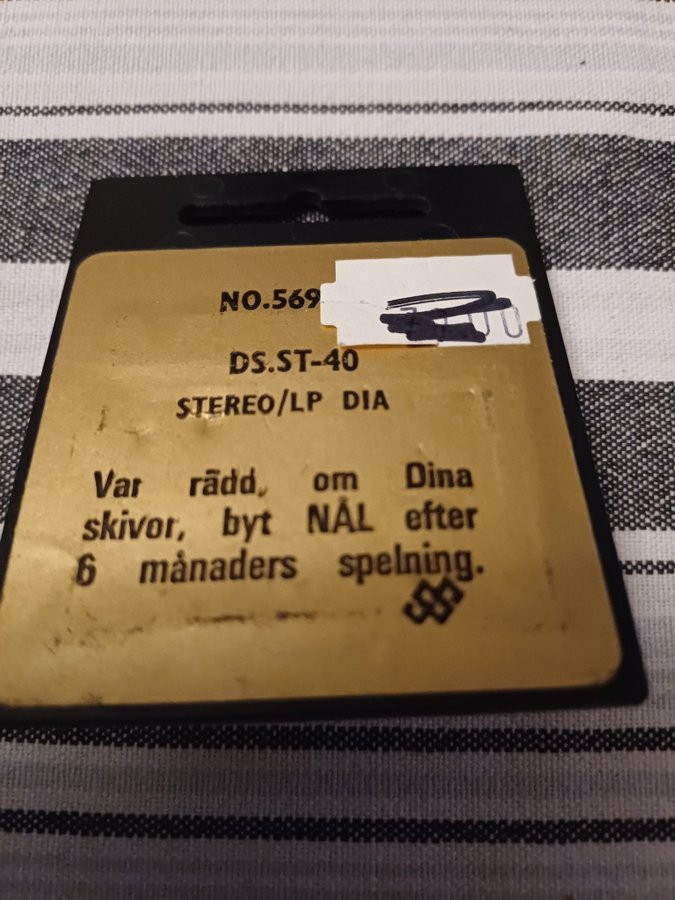 NO.569
DS.ST-40
STEREO/LP DIA
Var rädd, om Dina
skivor, byt NÅL efter
6 månaders spelning.